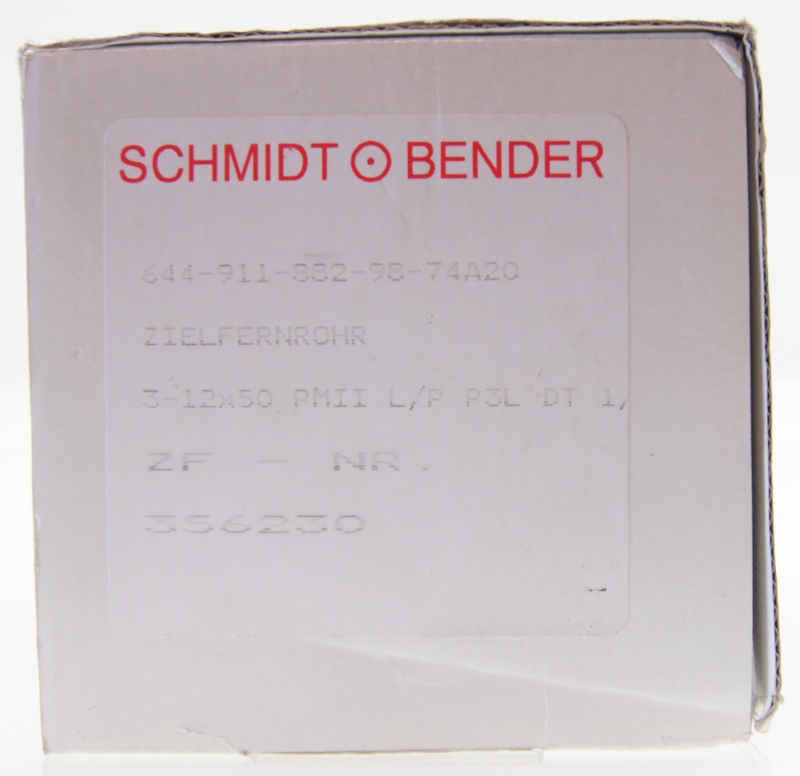 SCHMIDT BENDER
644-911-882-98-74A20
ZIELFERNROHR
3-12x50 PMII L/P P3L DT 1/
ZF - NR.
356230